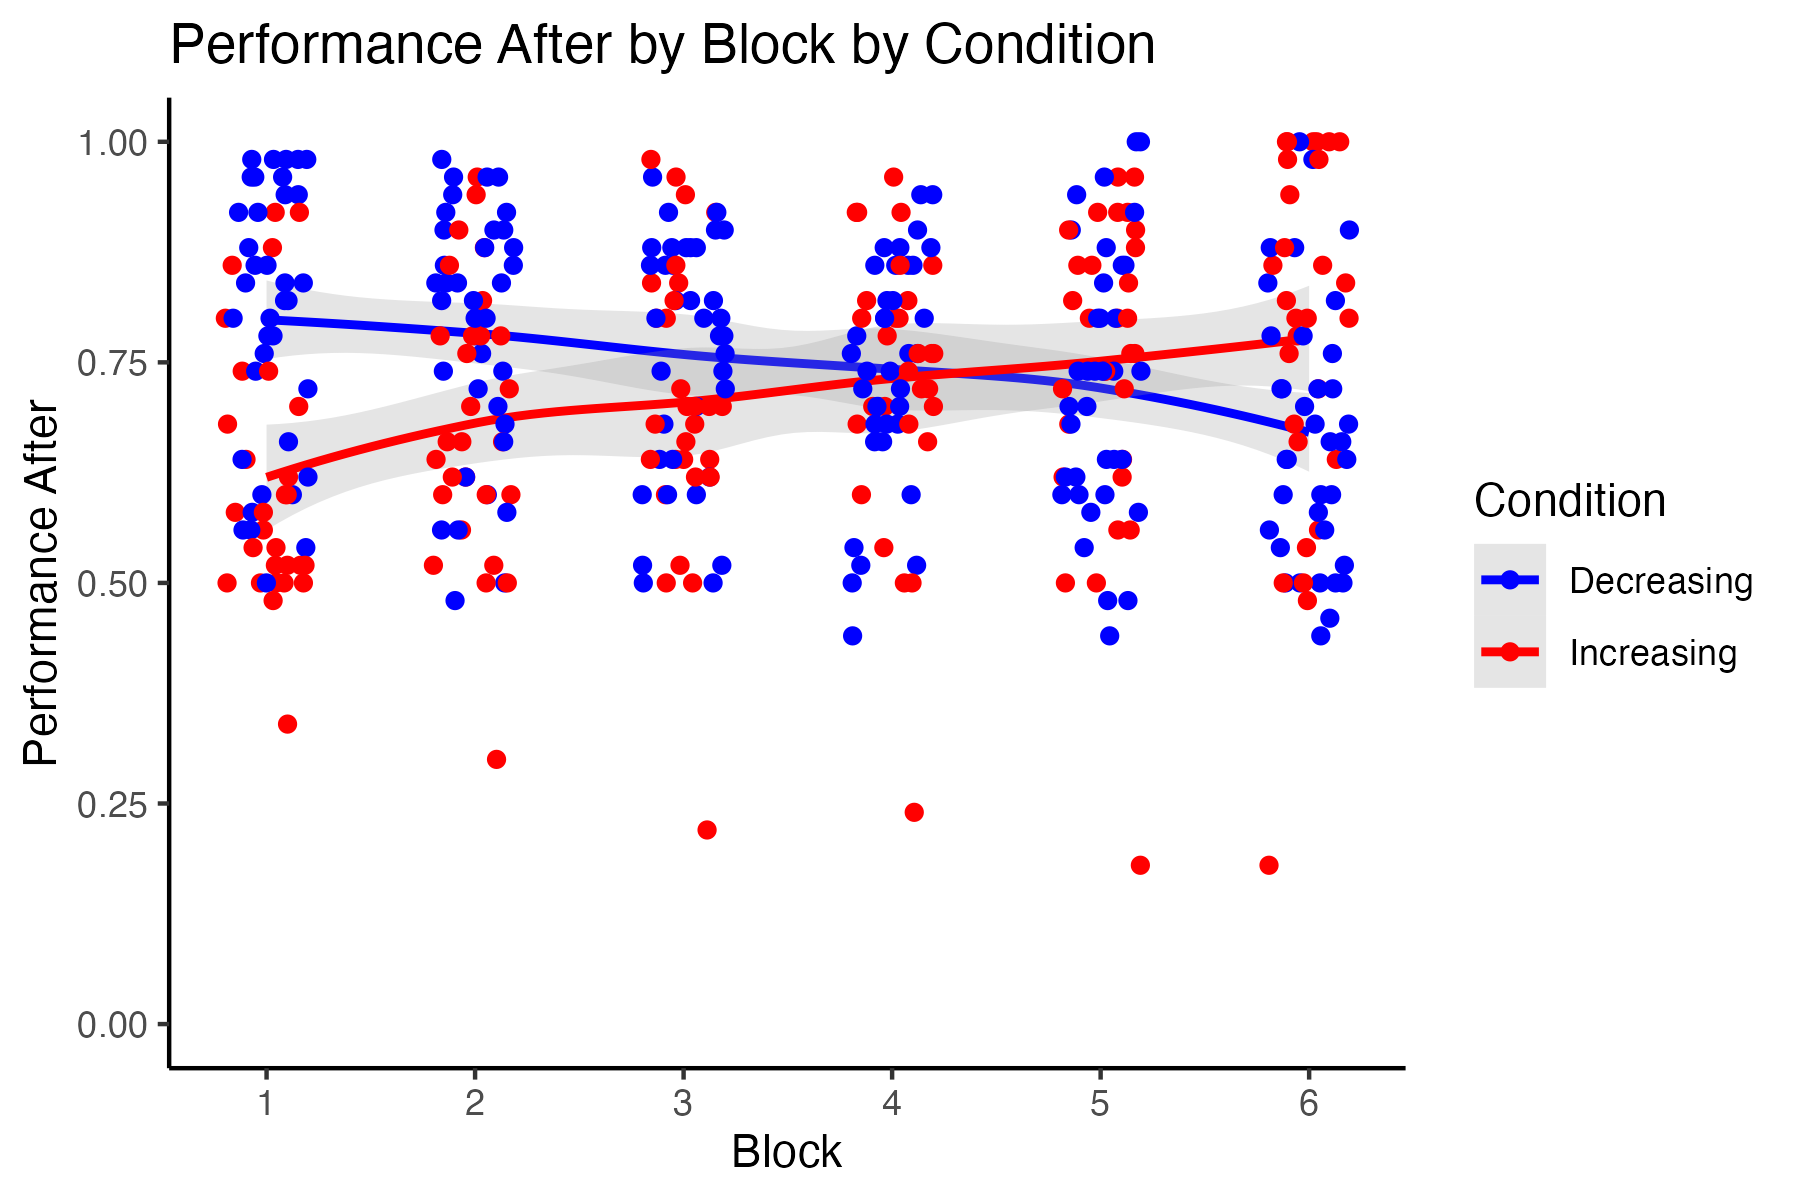 Performance After by Block by Condition
1.00
0.75
0.50
0.25
0.00
Performance After
1 2 3 4 5 6
Block
Condition
Decreasing
Increasing